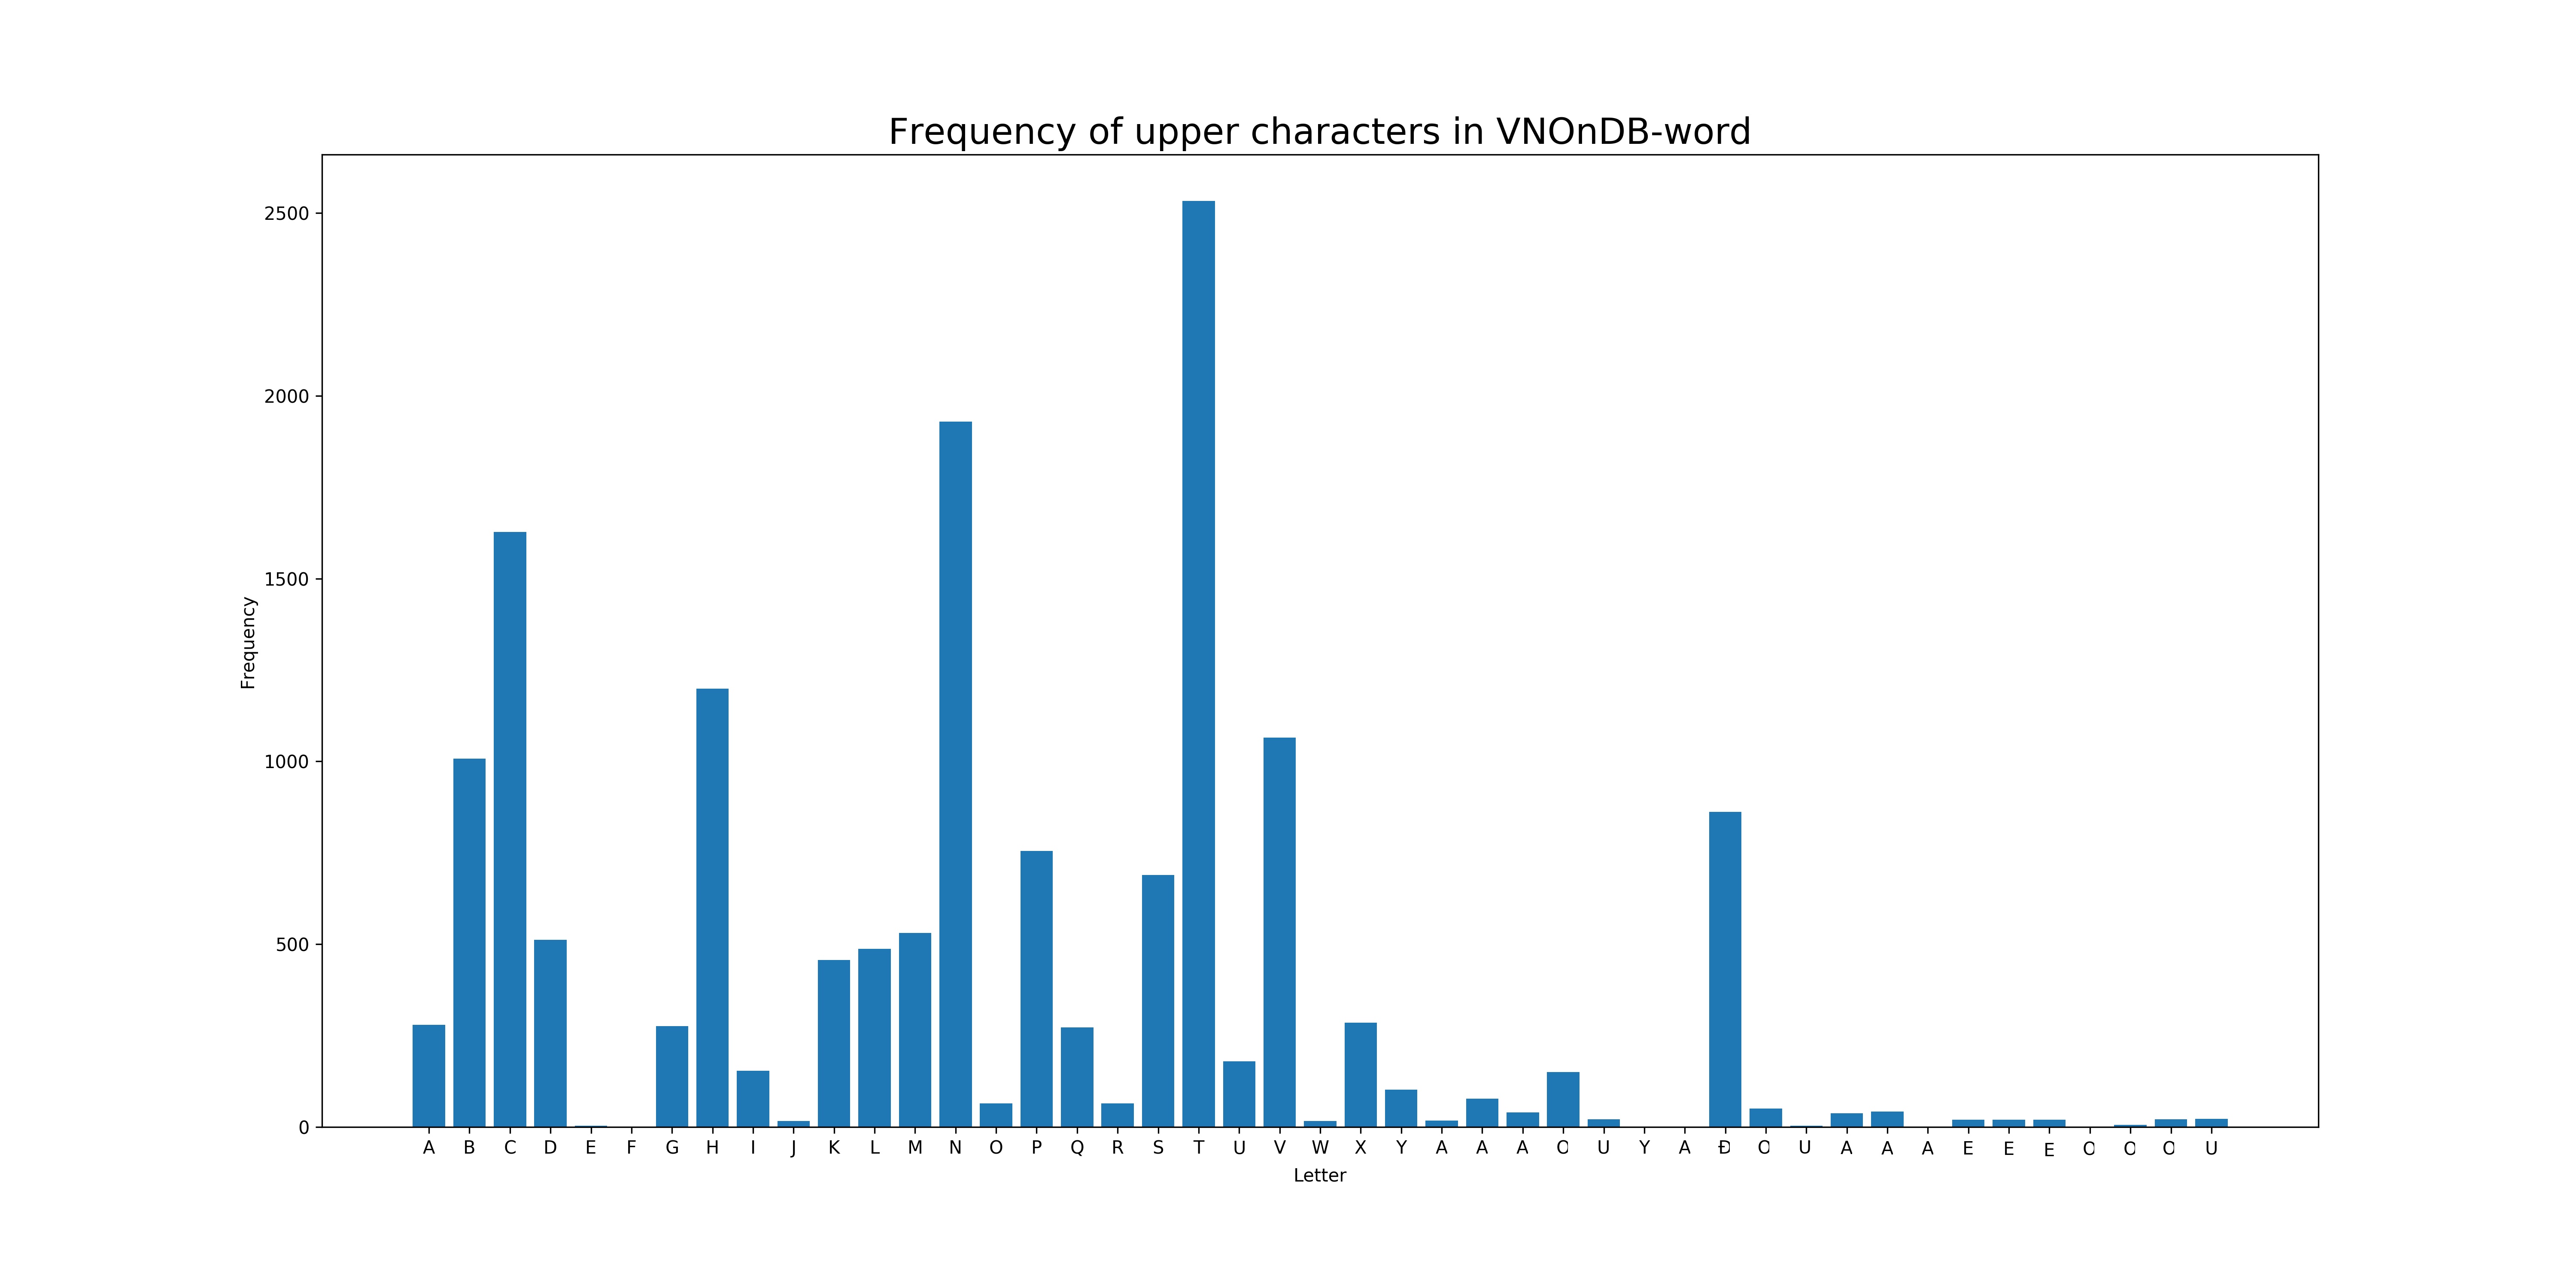 Frequency of upper characters in VNOnDB-word
2500
2000
1500
1000
500
0
Frequency
A B C D E F G H I J K L M N O P Q R S T U V W X Y A A A O U Y A Đ O U A A A E E E O O O U
Letter